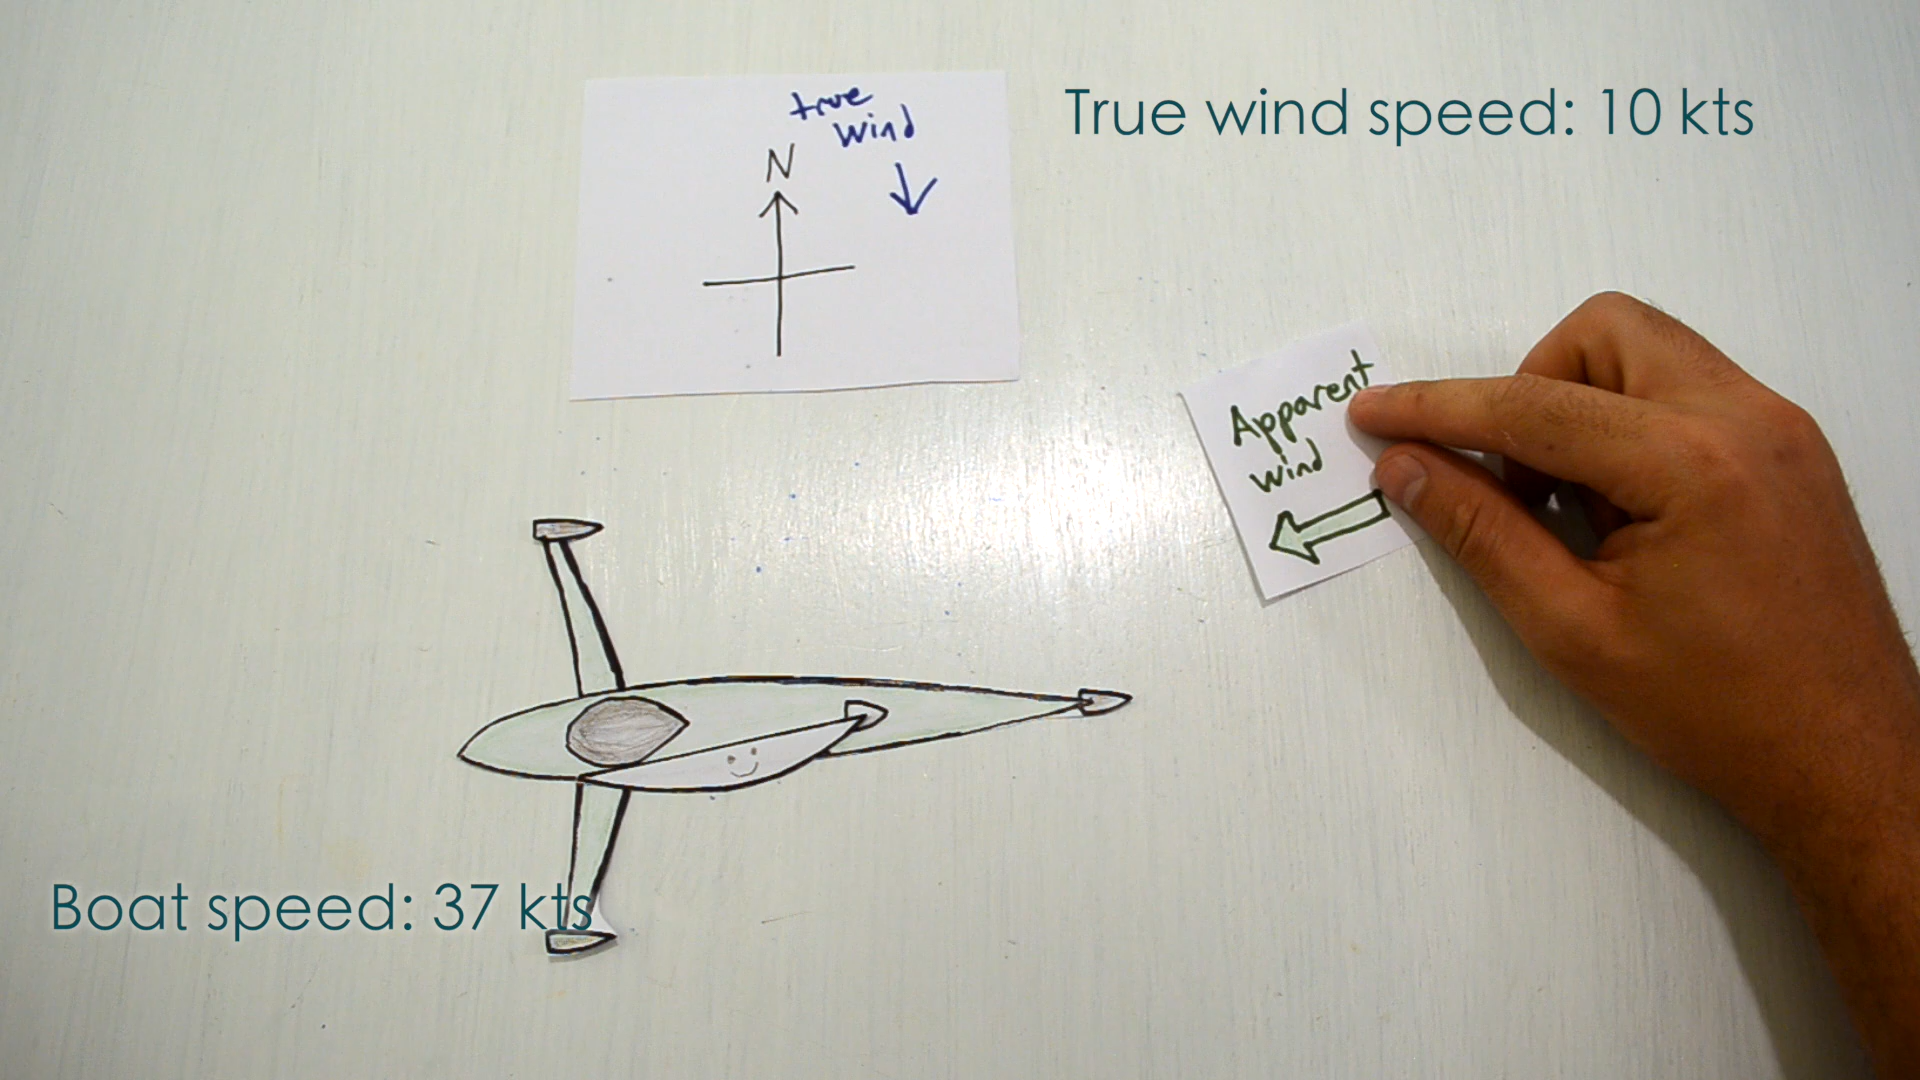 true
wind
N
True wind speed: 10 kts
Apparent
wind
Boat speed: 37 kts